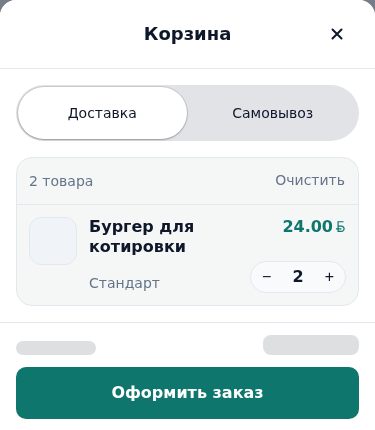 Корзина
Доставка
Самовывоз
2 товара
Очистить
Бургер для
котировки
24.00
Стандарт
− 2 +
Оформить заказ